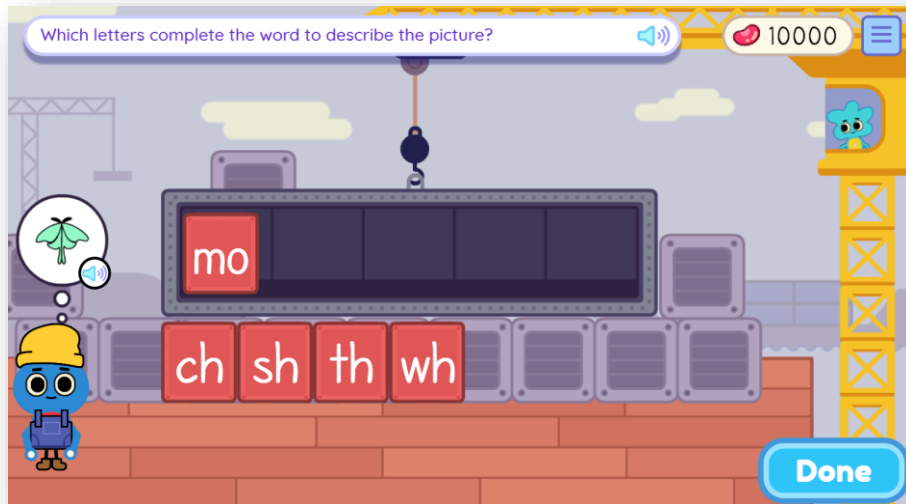 Which letters complete the word to describe the picture?
10000
mo
ch sh th wh
Done